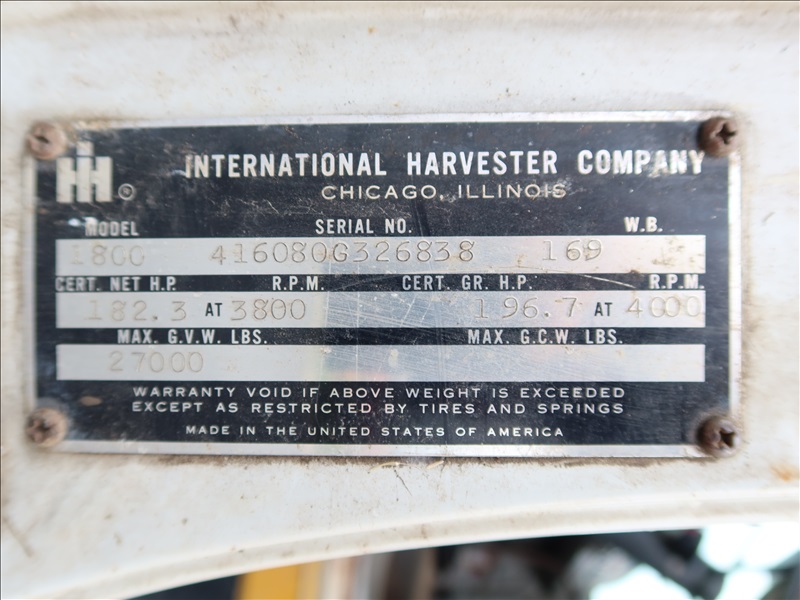 IH ® INTERNATIONAL HARVESTER COMPANY
CHICAGO, ILLINOIS
MODEL SERIAL NO. W.B.
1800 416080G326838 169
CERT. NET H.P. R.P.M. CERT. GR. H.P. R.P.M.
182.3 AT 3800 196.7 AT 4000
MAX. G.V.W. LBS. MAX. G.C.W. LBS.
27000
WARRANTY VOID IF ABOVE WEIGHT IS EXCEEDED
EXCEPT AS RESTRICTED BY TIRES AND SPRINGS
MADE IN THE UNITED STATES OF AMERICA